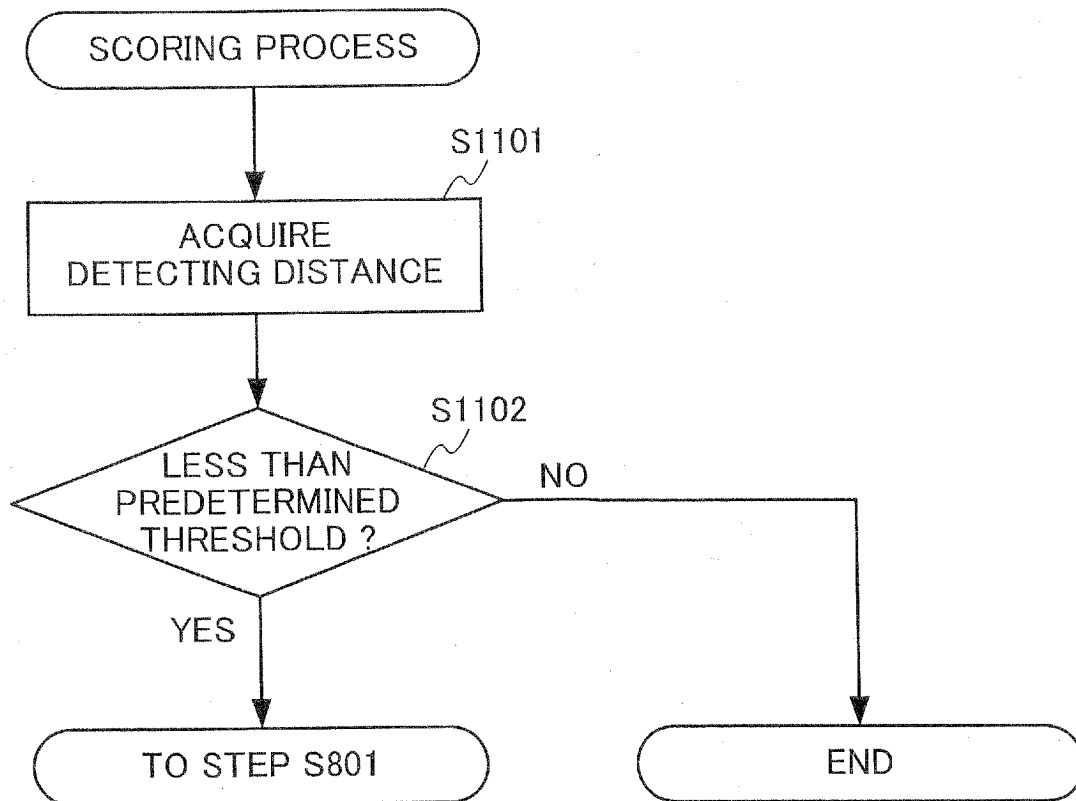 SCORING PROCESS
S1101
ACQUIRE
DETECTING DISTANCE
S1102
LESS THAN
PREDETERMINED
THRESHOLD ?
NO
YES
TO STEP S801
END